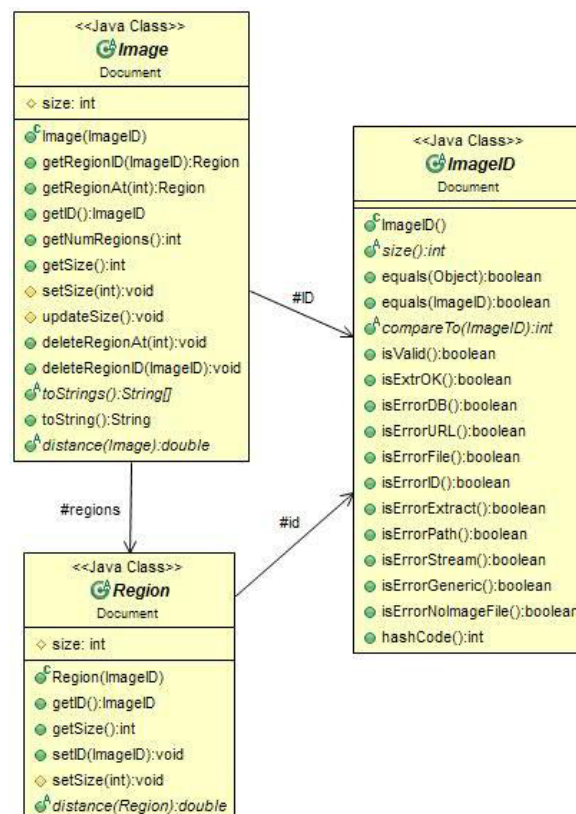 <<Java Class>>
Image
Document
size: int
Image(ImageID)
getRegionID(ImageID):Region
getRegionAt(int):Region
getID():ImageID
getNumRegions():int
getSize():int
setSize(int):void
updateSize():void
deleteRegionAt(int):void
deleteRegionID(ImageID):void
toStrings():String[]
toString():String
distance(Image):double
#ID
#regions
#id
<<Java Class>>
ImageID
Document
ImageID()
size():int
equals(Object):boolean
equals(ImageID):boolean
compareTo(ImageID):int
isValid():boolean
isExtrOK():boolean
isErrorDB():boolean
isErrorURL():boolean
isErrorFile():boolean
isErrorID():boolean
isErrorExtract():boolean
isErrorPath():boolean
isErrorStream():boolean
isErrorGeneric():boolean
isErrorNoImageFile():boolean
hashCode():int
<<Java Class>>
Region
Document
size: int
Region(ImageID)
getID():ImageID
getSize():int
setID(ImageID):void
setSize(int):void
distance(Region):double